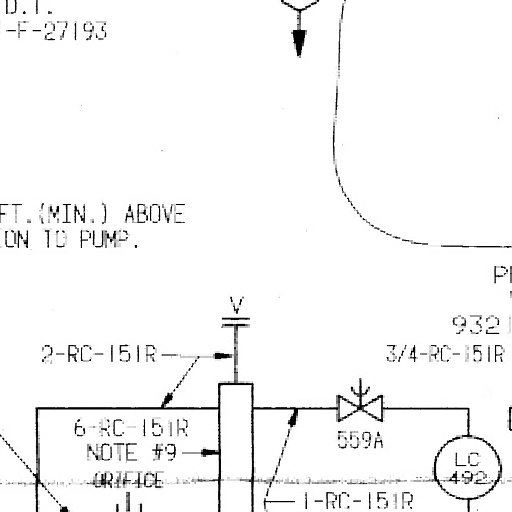 D.T.
-F-27193
FT.(MIN.) ABOVE
ION TO PUMP.
V
932
2-RC-151R
3/4-RC-151R
6-RC-151R
NOTE #9
559A
ORIFICE
LC
492
1-RC-151R